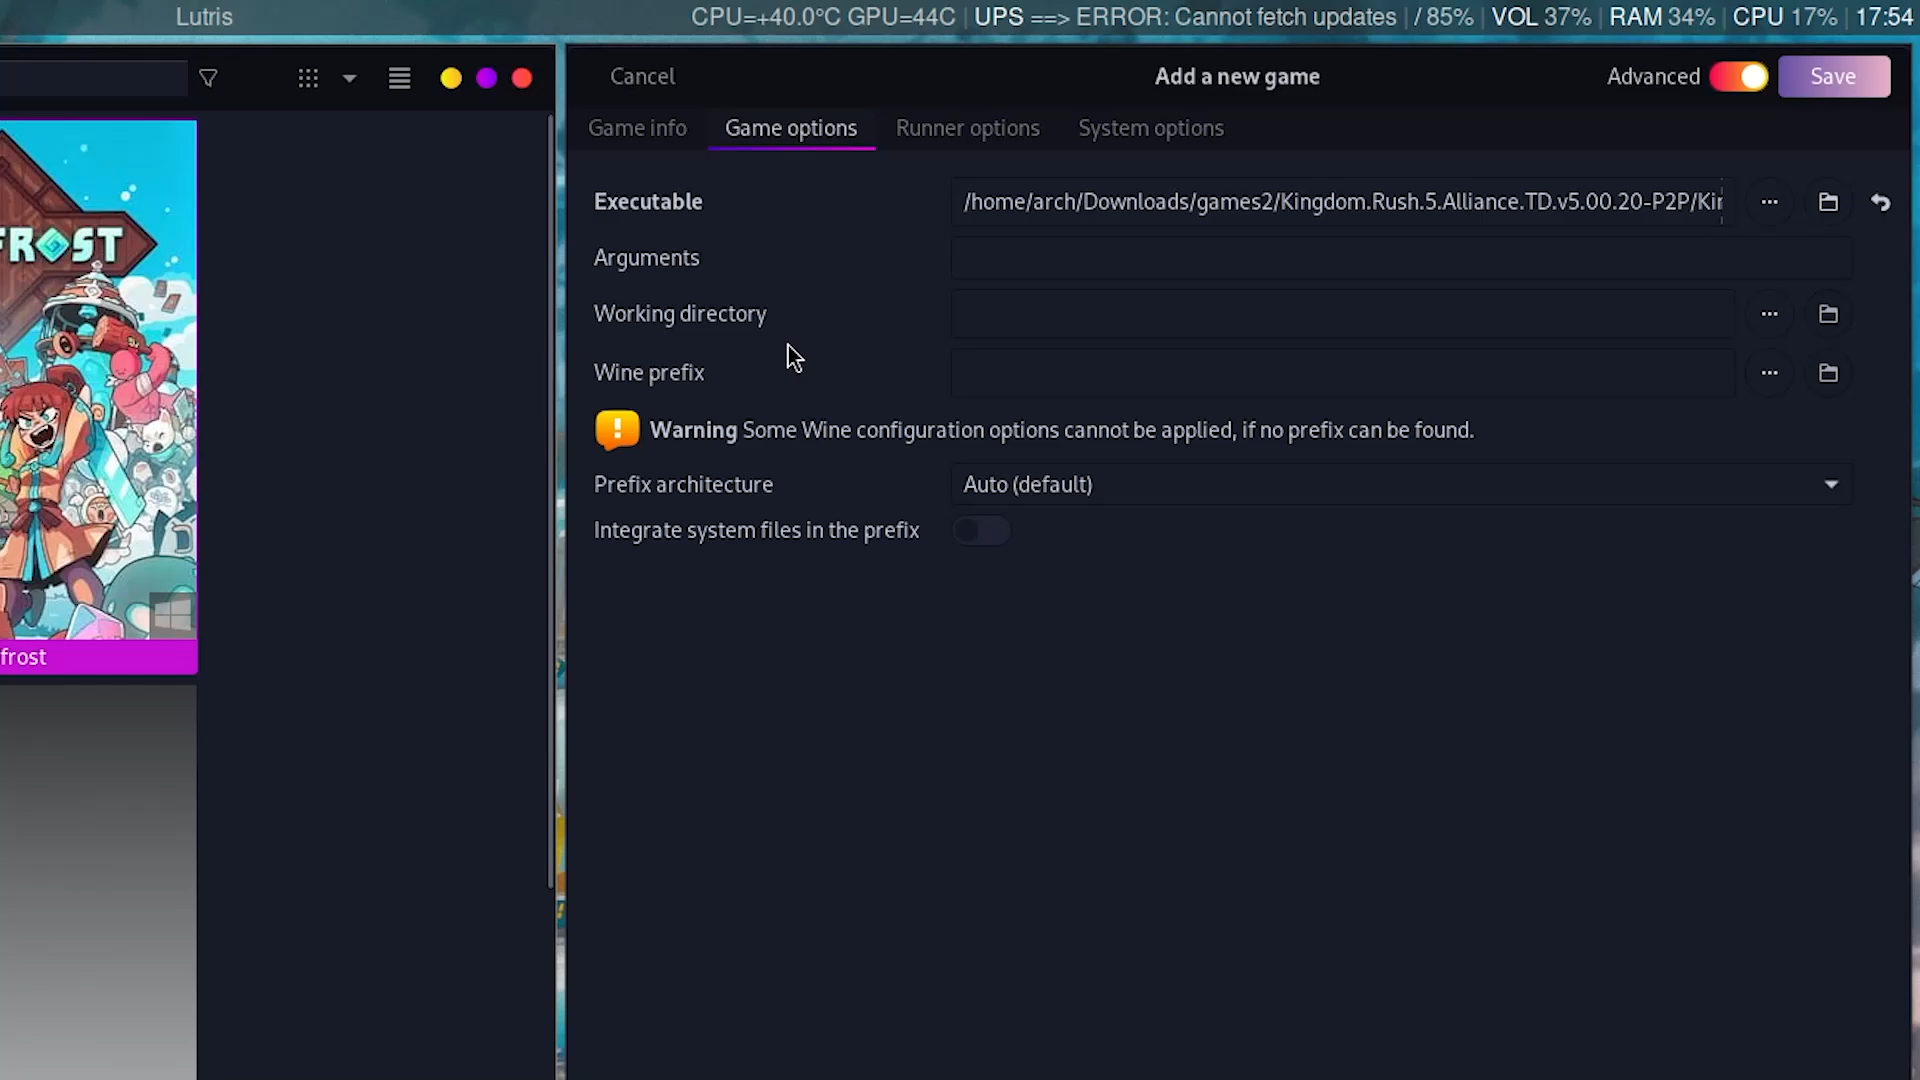 Lutris
CPU=+40.0°C GPU=44C | UPS ==> ERROR: Cannot fetch updates | / 85% | VOL 37% | RAM 34% | CPU 17% | 17:54
Cancel
Add a new game
Advanced
Save
Game info
Game options
Runner options
System options
Executable
/home/arch/Downloads/games2/Kingdom.Rush.5.Alliance.TD.v5.00.20-P2P/Kin
Arguments
Working directory
Wine prefix
Warning Some Wine configuration options cannot be applied, if no prefix can be found.
Prefix architecture
Auto (default)
Integrate system files in the prefix
FROST
frost